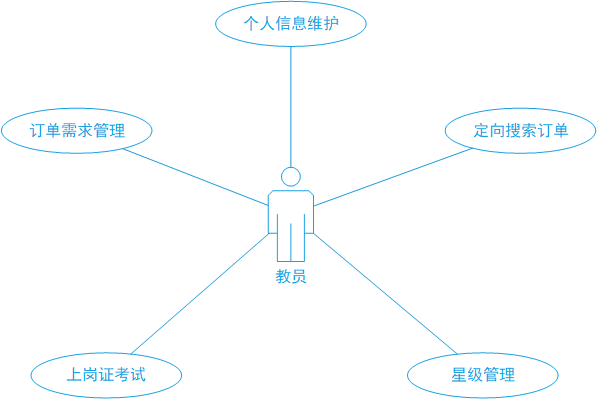 个人信息维护
订单需求管理
定向搜索订单
教员
上岗证考试
星级管理